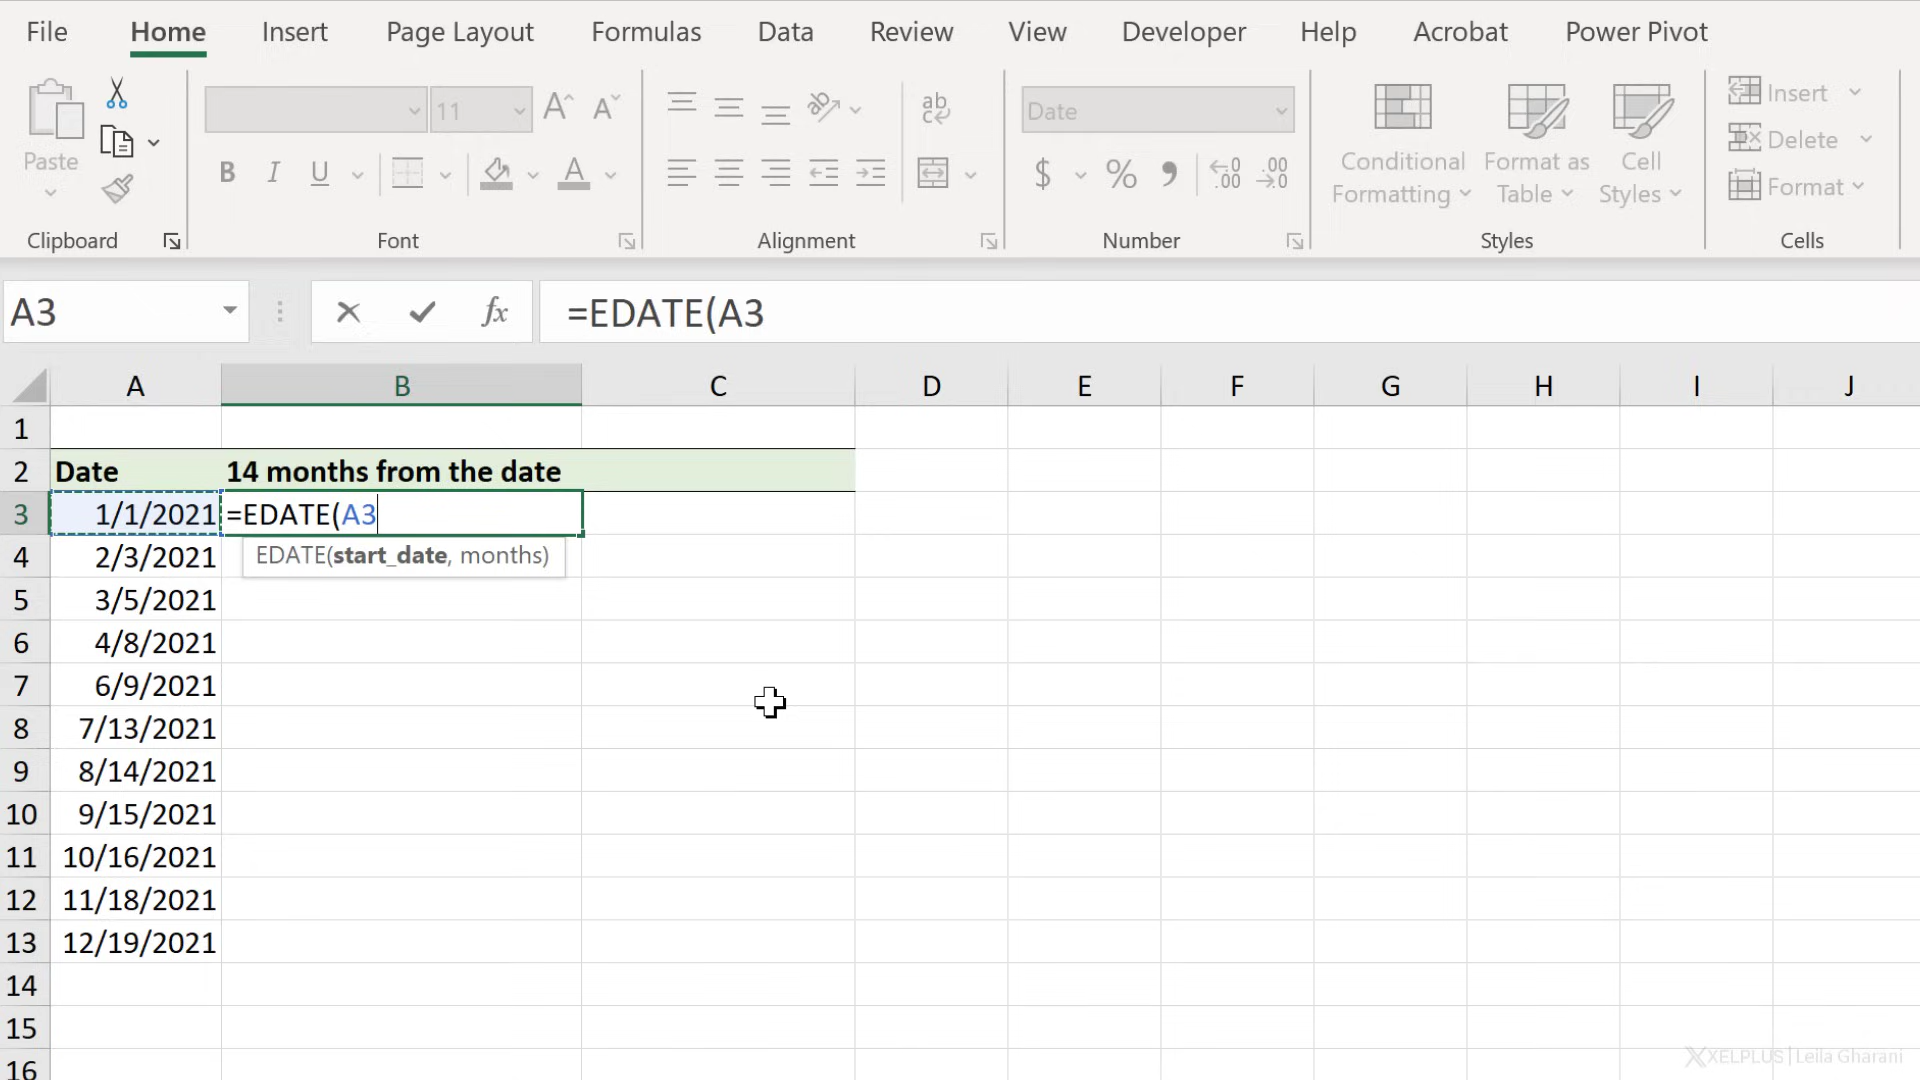 File Home Insert Page Layout Formulas Data Review View Developer Help Acrobat Power Pivot
Paste
11
B I U A
A A
ab
c
Date
$ % .00 .00
Conditional Formatting
Format as Table
Cell Styles
Insert
Delete
Format
Clipboard Font Alignment Number Styles Cells
A3 fx =EDATE(A3
A B C D E F G H I J
1
2 Date 14 months from the date
3 1/1/2021 =EDATE(A3
EDATE(start_date, months)
4 2/3/2021
5 3/5/2021
6 4/8/2021
7 6/9/2021
8 7/13/2021
9 8/14/2021
10 9/15/2021
11 10/16/2021
12 11/18/2021
13 12/19/2021
14
15
16
XELPLUS | Leila Gharani